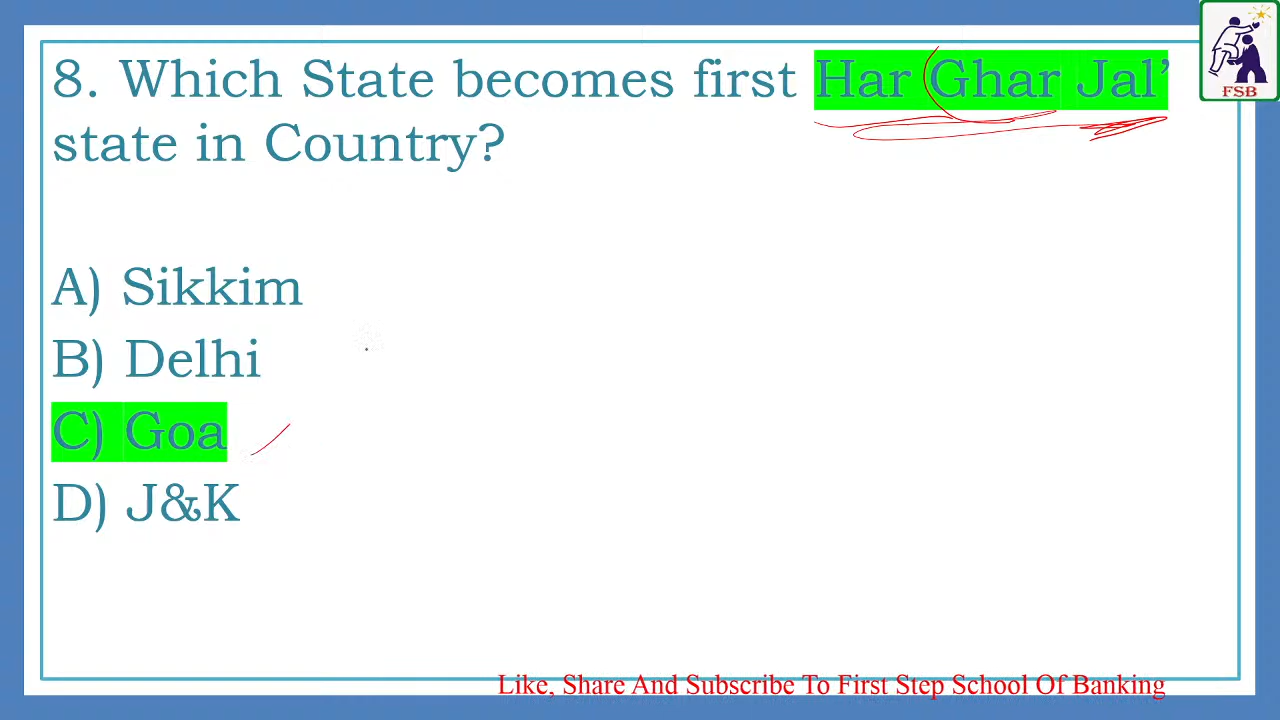 8. Which State becomes first Har Ghar Jal’
state in Country?
A) Sikkim
B) Delhi
C) Goa
D) J&K
FSB
Like, Share And Subscribe To First Step School Of Banking